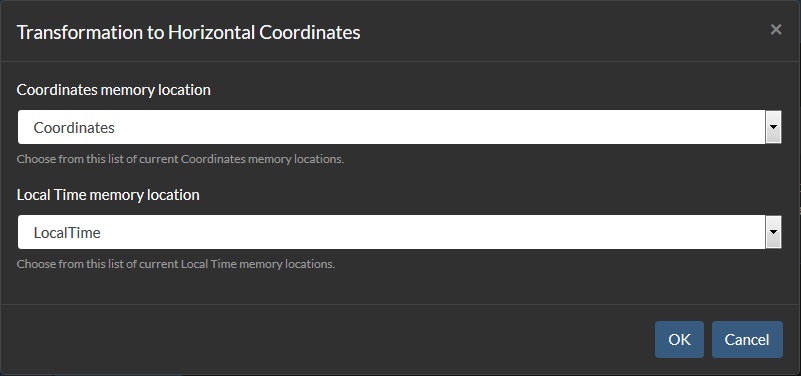 Transformation to Horizontal Coordinates
×
Coordinates memory location
Coordinates
Choose from this list of current Coordinates memory locations.
Local Time memory location
LocalTime
Choose from this list of current Local Time memory locations.
OK Cancel